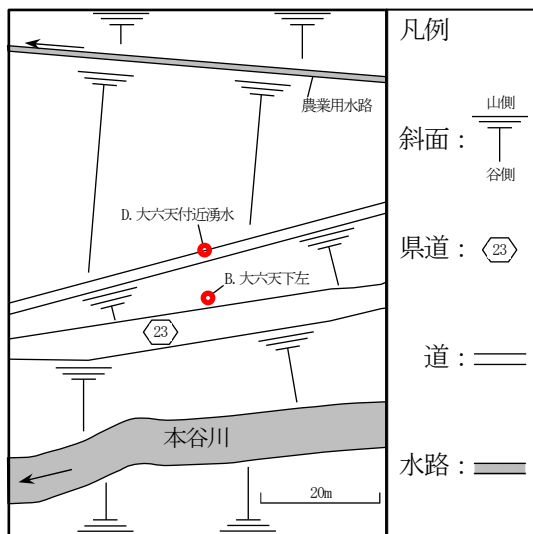 農業用水路
D. 大六天付近湧水
B. 大六天下左
23
本谷川
20m
凡例
斜面：
山側
谷側
県道：
23
道：
水路：